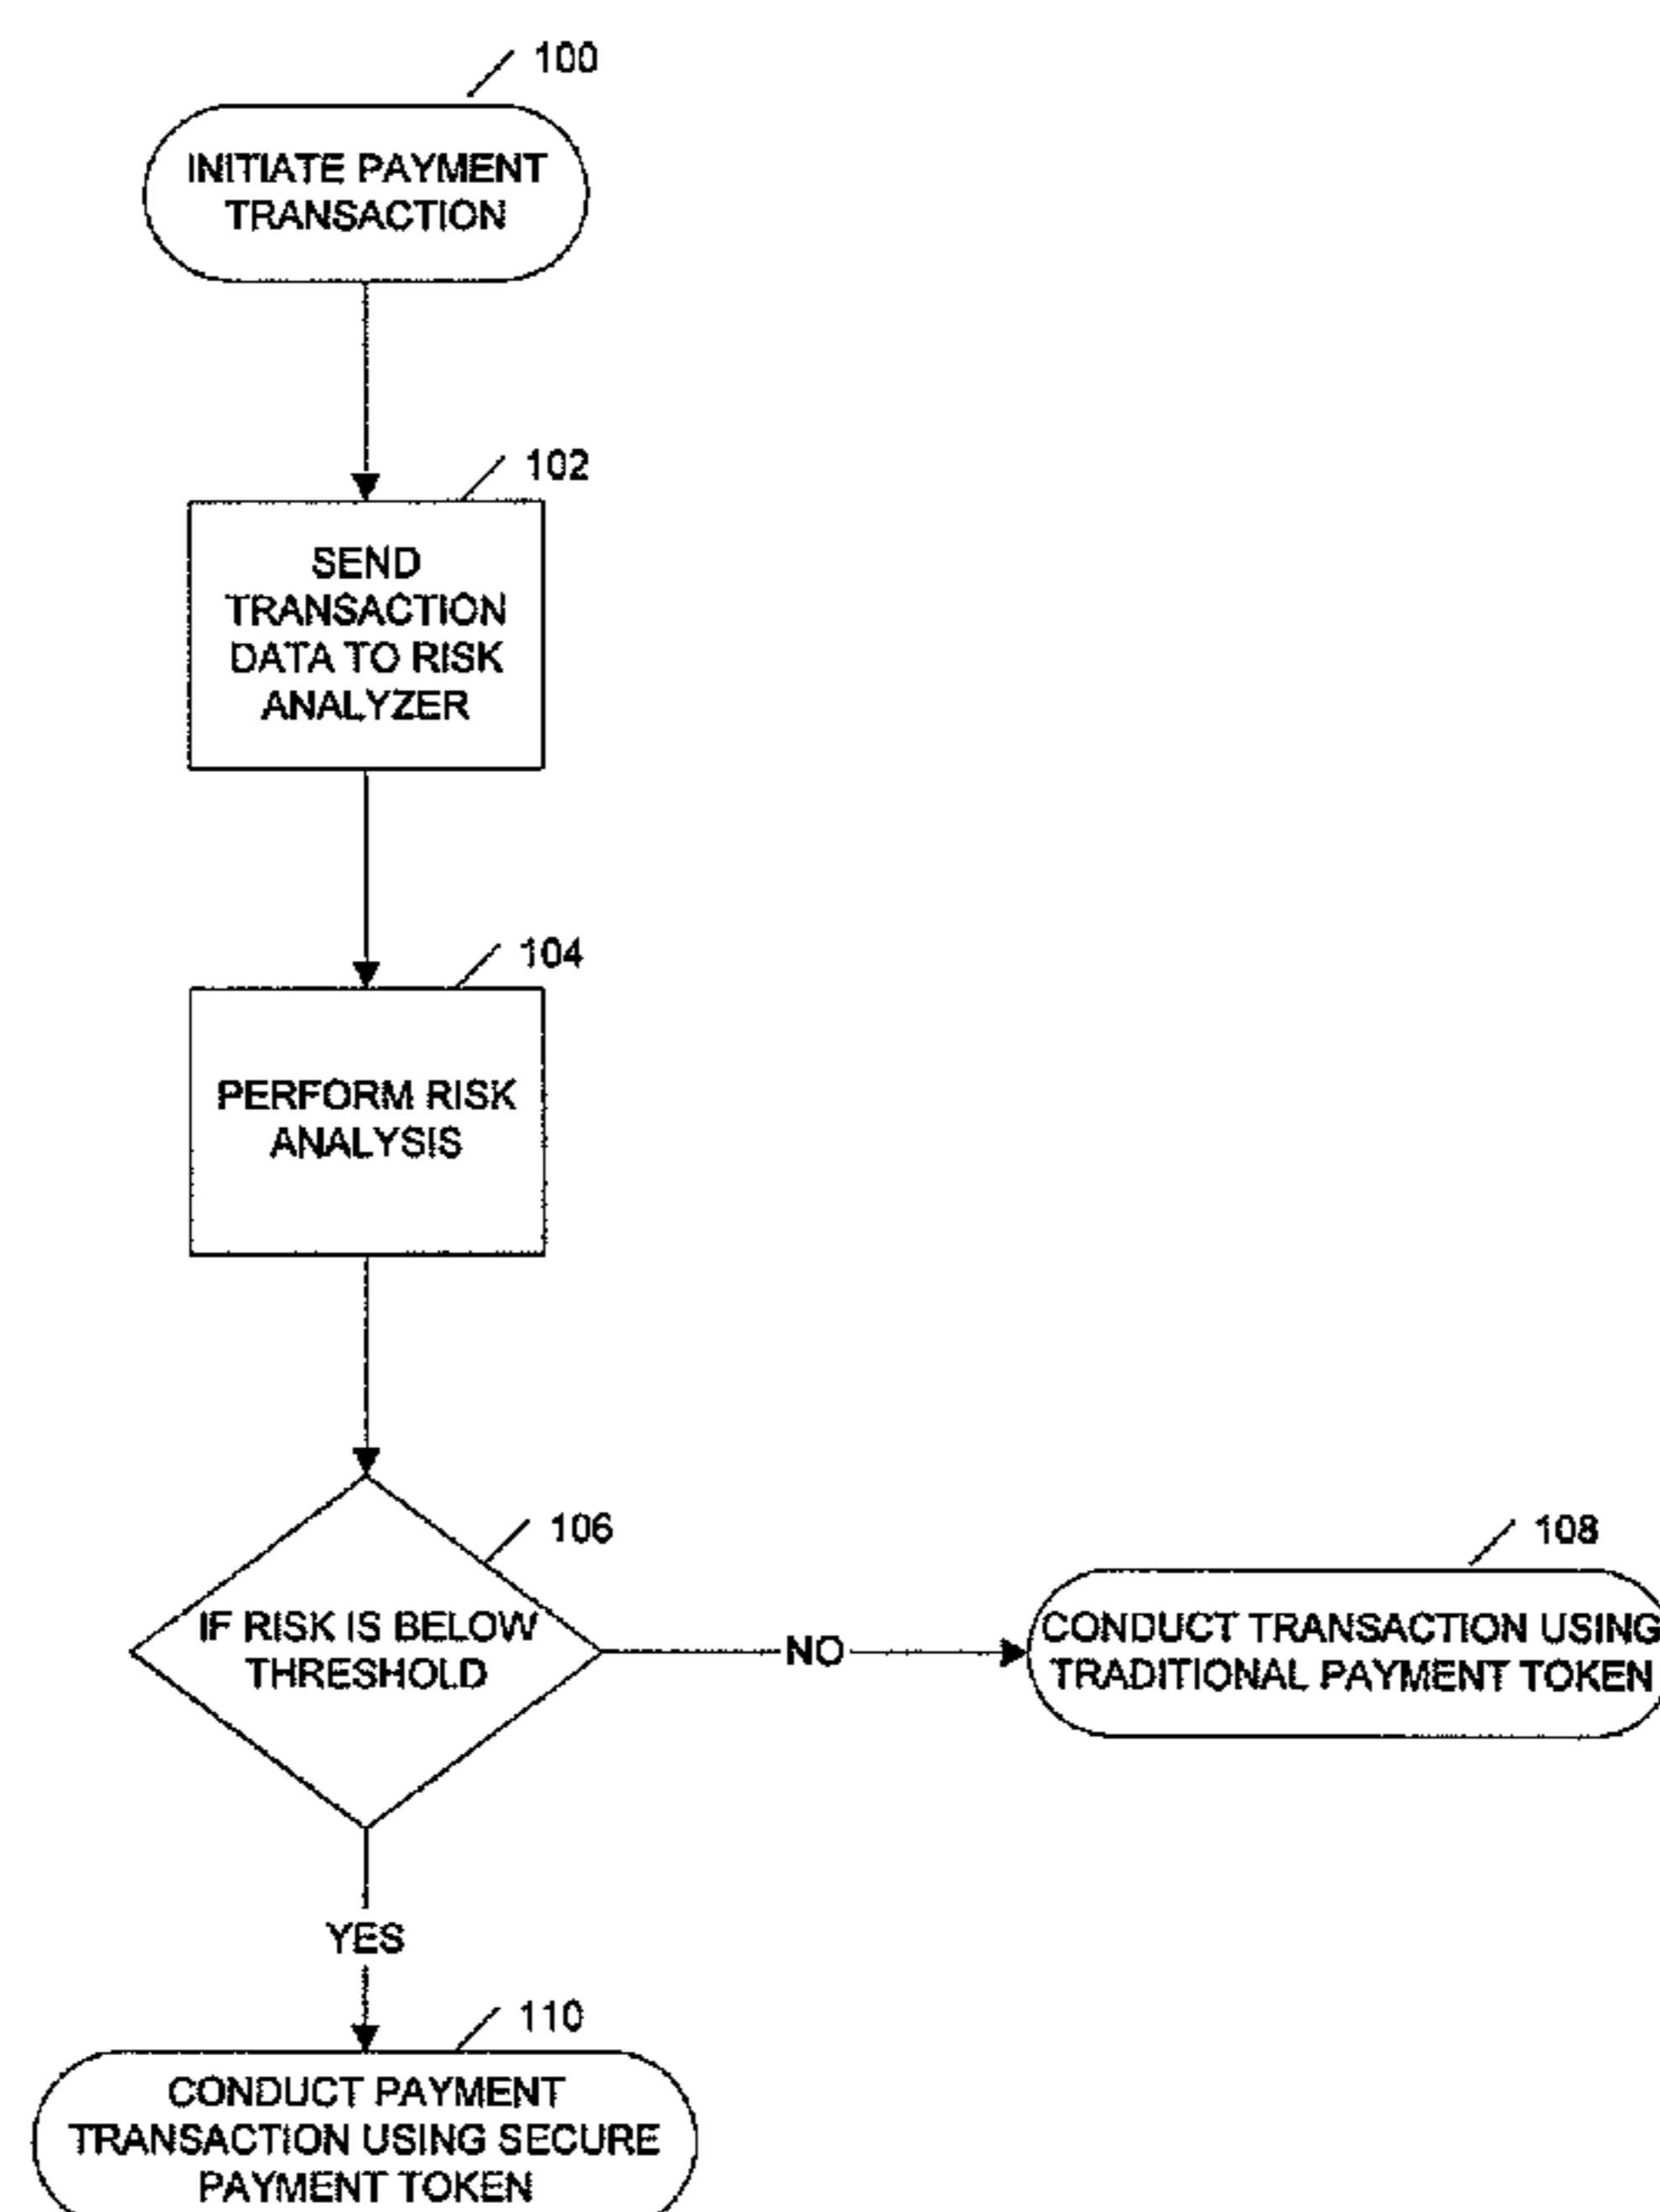 100
INITIATE PAYMENT
TRANSACTION
102
SEND
TRANSACTION
DATA TO RISK
ANALYZER
104
PERFORM RISK
ANALYSIS
106
IF RISK IS BELOW
THRESHOLD
NO
108
CONDUCT TRANSACTION USING
TRADITIONAL PAYMENT TOKEN
YES
110
CONDUCT PAYMENT
TRANSACTION USING SECURE
PAYMENT TOKEN